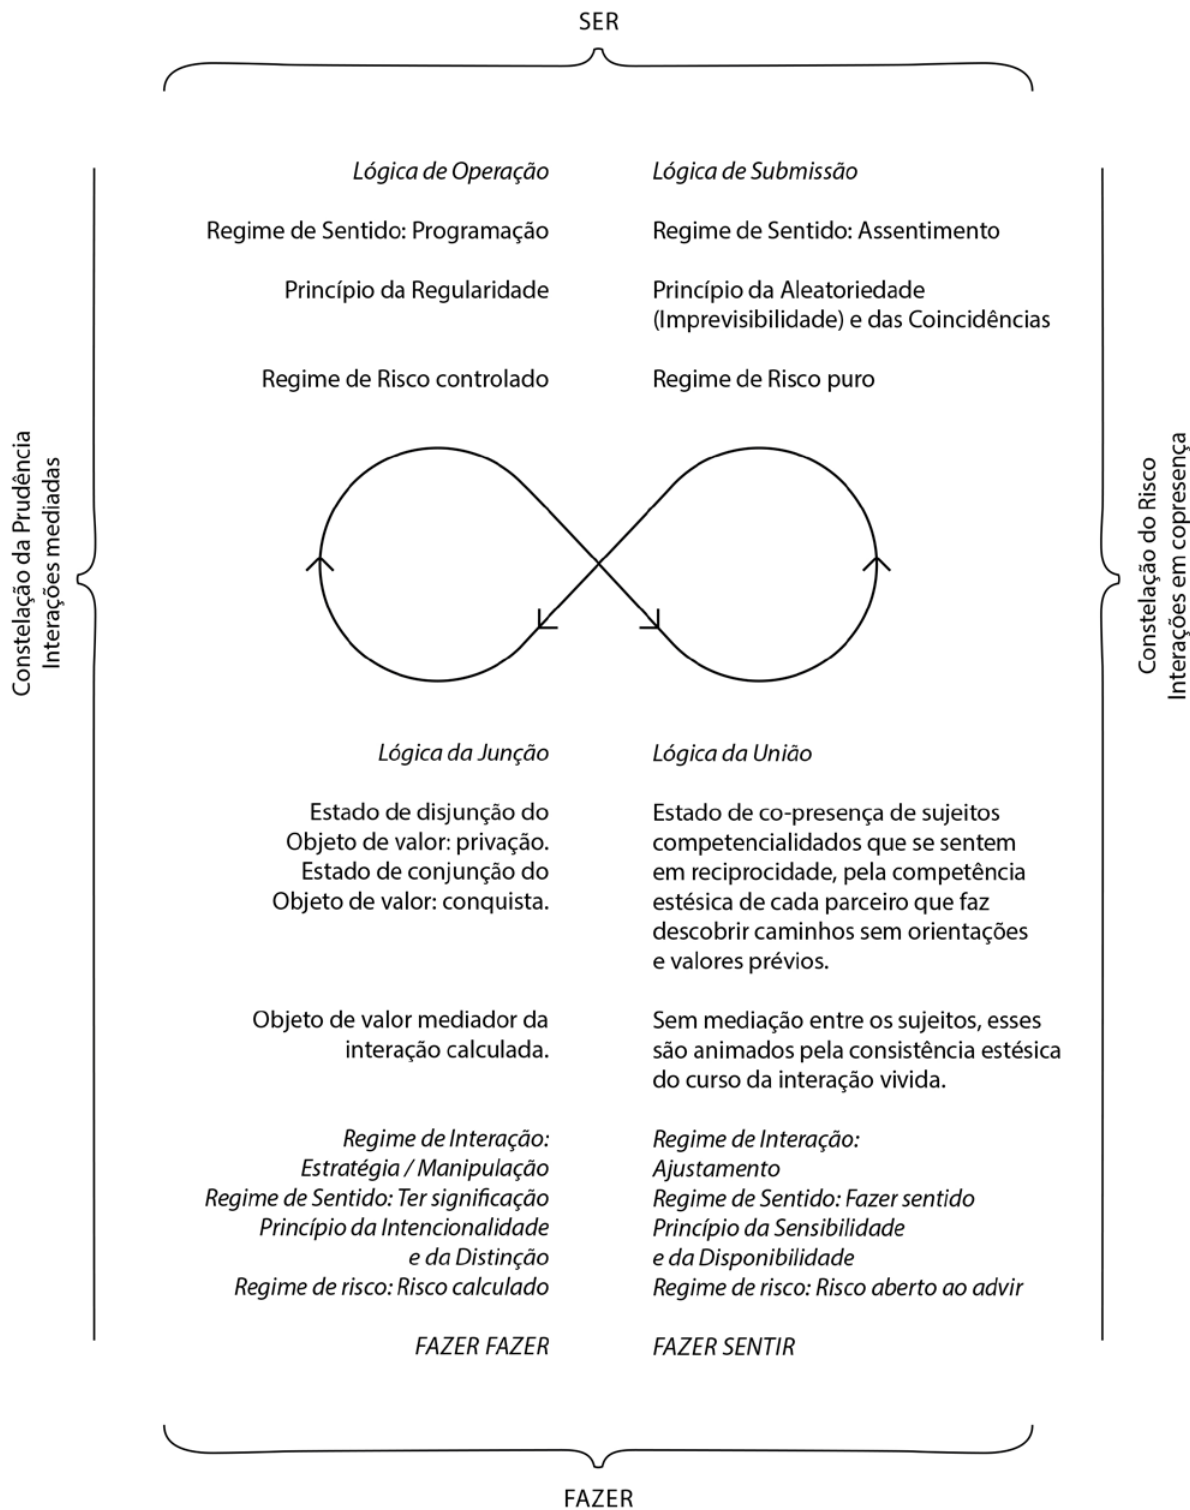 SER
Lógica de Operação
Regime de Sentido: Programação
Princípio da Regularidade
Regime de Risco controlado
Lógica de Submissão
Regime de Sentido: Assentimento
Princípio da Aleatoriedade
(Imprevisibilidade) e das Coincidências
Regime de Risco puro
Constelação da Prudência
Interações mediadas
Constelação do Risco
Interações em copresença
Lógica da Junção
Estado de disjunção do
Objeto de valor: privação.
Estado de conjunção do
Objeto de valor: conquista.
Objeto de valor mediador da
interação calculada.
Regime de Interação:
Estratégia / Manipulação
Regime de Sentido: Ter significação
Princípio da Intencionalidade
e da Distinção
Regime de risco: Risco calculado
FAZER FAZER
Lógica da União
Estado de co-presença de sujeitos
competencialidados que se sentem
em reciprocidade, pela competência
estésica de cada parceiro que faz
descobrir caminhos sem orientações
e valores prévios.
Sem mediação entre os sujeitos, esses
são animados pela consistência estésica
do curso da interação vivida.
Regime de Interação:
Ajustamento
Regime de Sentido: Fazer sentido
Princípio da Sensibilidade
e da Disponibilidade
Regime de risco: Risco aberto ao advir
FAZER SENTIR
FAZER